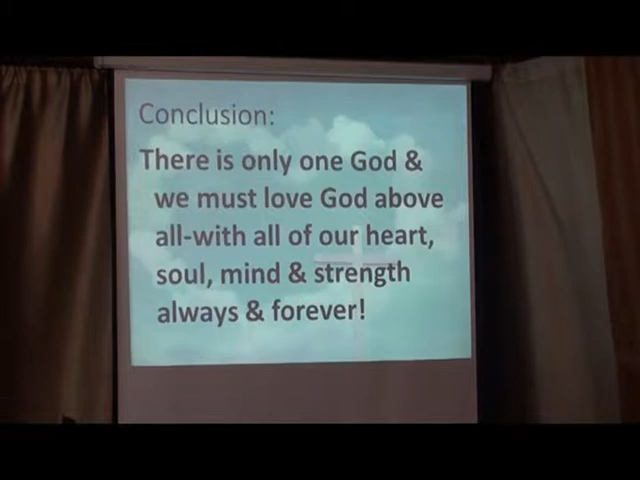 Conclusion:
There is only one God &
we must love God above
all-with all of our heart,
soul, mind & strength
always & forever!